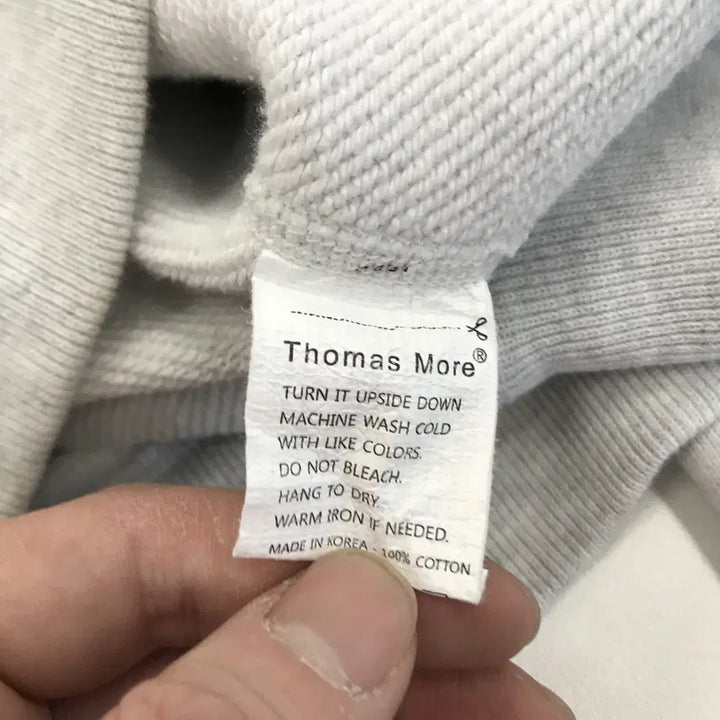 Thomas More®
TURN IT UPSIDE DOWN
MACHINE WASH COLD
WITH LIKE COLORS.
DO NOT BLEACH.
HANG TO DRY.
WARM IRON IF NEEDED.
MADE IN KOREA - 100% COTTON